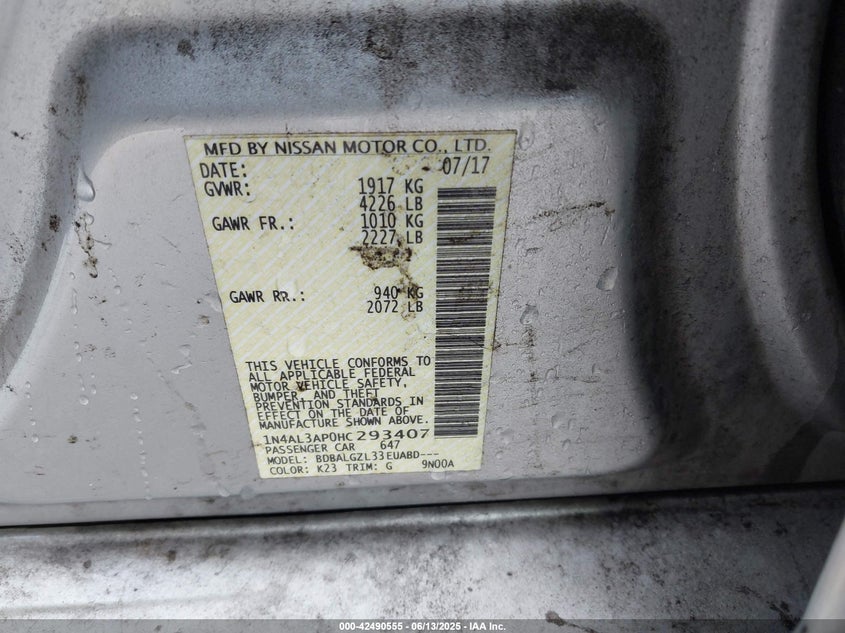 MFD BY NISSAN MOTOR CO., LTD.
DATE: 07/17
GVWR: 1917 KG
4226 LB
GAWR FR.: 1010 KG
2227 LB
GAWR RR.: 940 KG
2072 LB
THIS VEHICLE CONFORMS TO
ALL APPLICABLE FEDERAL
MOTOR VEHICLE SAFETY,
BUMPER, AND THEFT
PREVENTION STANDARDS IN
EFFECT ON THE DATE OF
MANUFACTURE SHOWN ABOVE.
1N4AL3AP0HC293407
PASSENGER CAR 647
MODEL: BDBALGZL33EUABD---
COLOR: K23 TRIM: G 9N00A
000-42490555 - 06/13/2025 - IAA Inc.